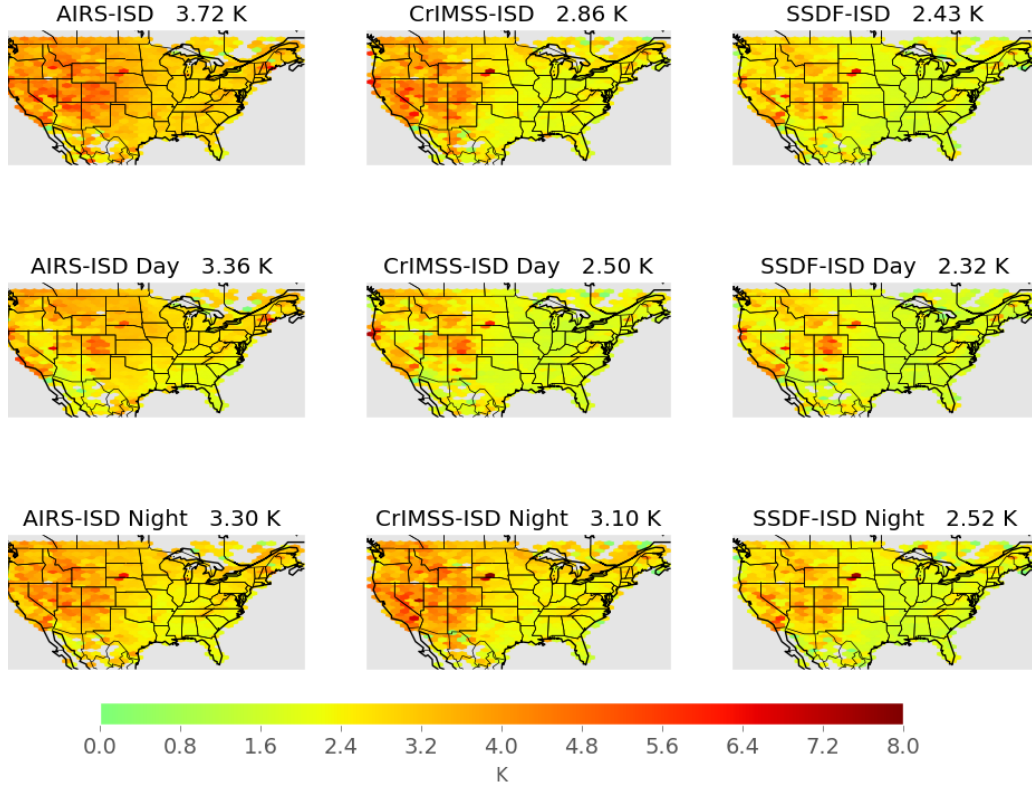 AIRS-ISD 3.72 K
CrIMSS-ISD 2.86 K
SSDF-ISD 2.43 K
AIRS-ISD Day 3.36 K
CrIMSS-ISD Day 2.50 K
SSDF-ISD Day 2.32 K
AIRS-ISD Night 3.30 K
CrIMSS-ISD Night 3.10 K
SSDF-ISD Night 2.52 K
0.0 0.8 1.6 2.4 3.2 4.0 4.8 5.6 6.4 7.2 8.0
K